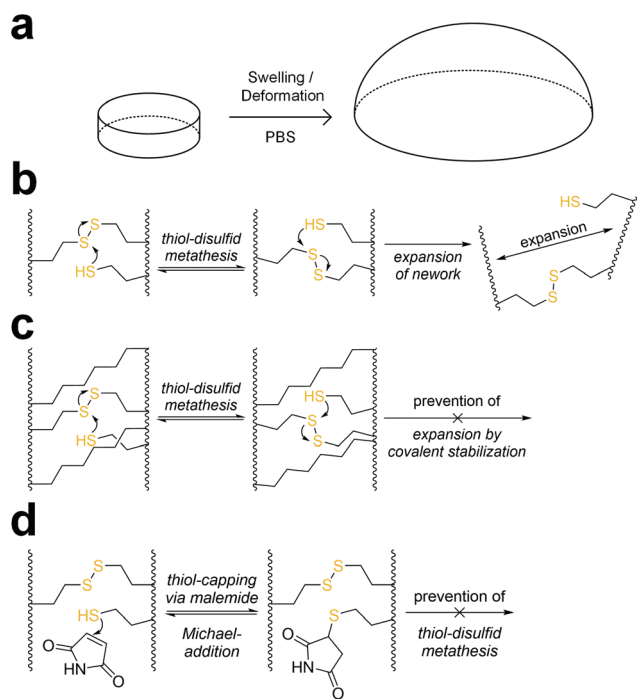 a
Swelling /
Deformation
PBS
b
S
S
HS
thiol-disulfid
metathesis
HS
S
S
expansion
of nework
HS
expansion
S
S
c
S
S
HS
thiol-disulfid
metathesis
HS
S
S
prevention of
expansion by
covalent stabilization
d
S
S
HS
O
NH
O
thiol-capping
via malemide
Michael-
addition
S
S
S
O
HN
O
prevention of
thiol-disulfid
metathesis